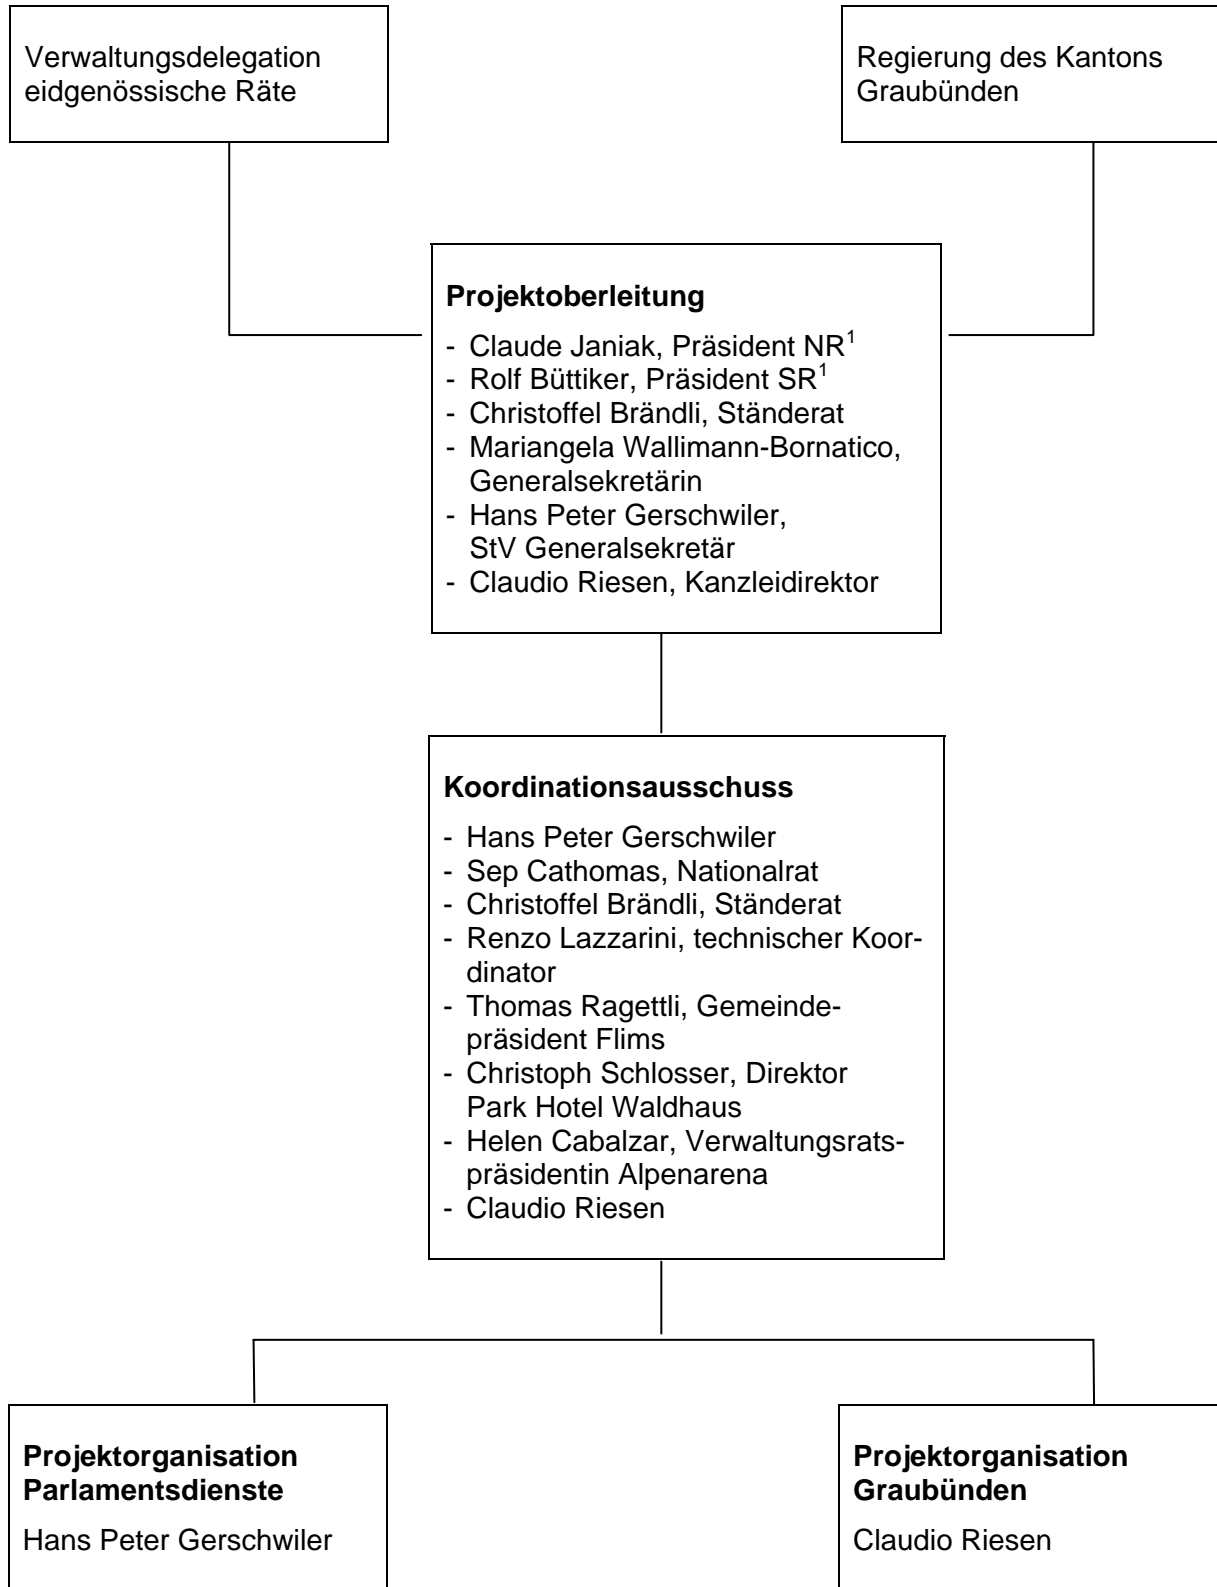 Verwaltungsdelegation
eidgenössische Räte
Regierung des Kantons
Graubünden
Projektoberleitung
- Claude Janiak, Präsident NR¹
- Rolf Büttiker, Präsident SR¹
- Christoffel Brändli, Ständerat
- Mariangela Wallimann-Bornatico,
Generalsekretärin
- Hans Peter Gerschwiler,
StV Generalsekretär
- Claudio Riesen, Kanzleidirektor
Koordinationsausschuss
- Hans Peter Gerschwiler
- Sep Cathomas, Nationalrat
- Christoffel Brändli, Ständerat
- Renzo Lazzarini, technischer Koor-
dinator
- Thomas Ragettli, Gemeinde-
präsident Flims
- Christoph Schlosser, Direktor
Park Hotel Waldhaus
- Helen Cabalzar, Verwaltungsrats-
präsidentin Alpenarena
- Claudio Riesen
Projektorganisation
Parlamentsdienste
Hans Peter Gerschwiler
Projektorganisation
Graubünden
Claudio Riesen